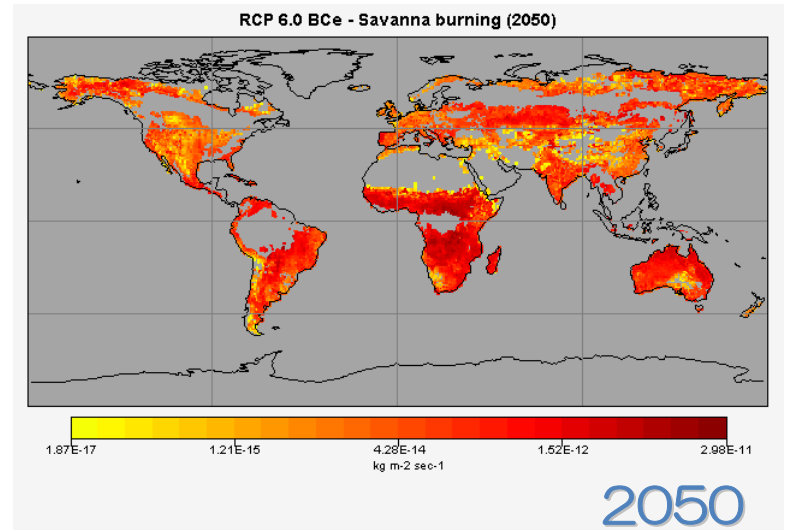 RCP 6.0 BCe - Savanna burning (2050)
1.87E-17 1.21E-15 4.28E-14 1.52E-12 2.98E-11
kg m-2 sec-1
2050